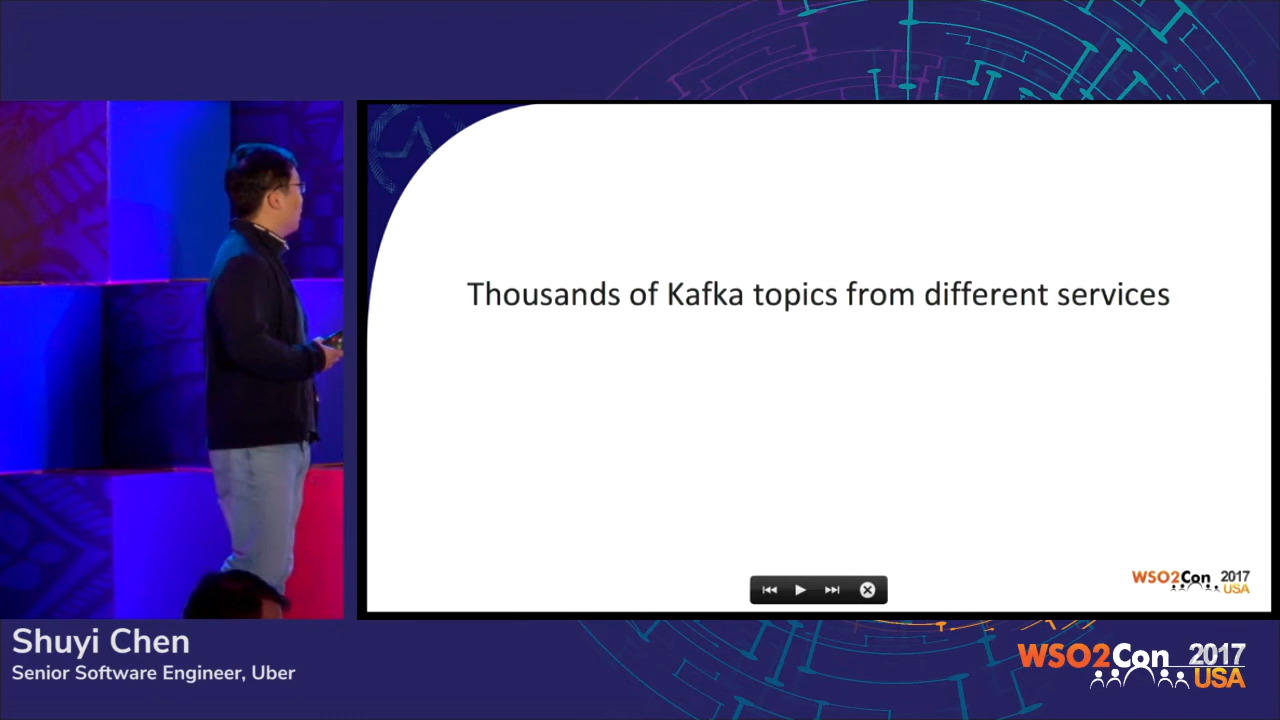 Thousands of Kafka topics from different services
WSO2Con 2017
USA
Shuyi Chen
Senior Software Engineer, Uber
WSO2Con 2017
USA